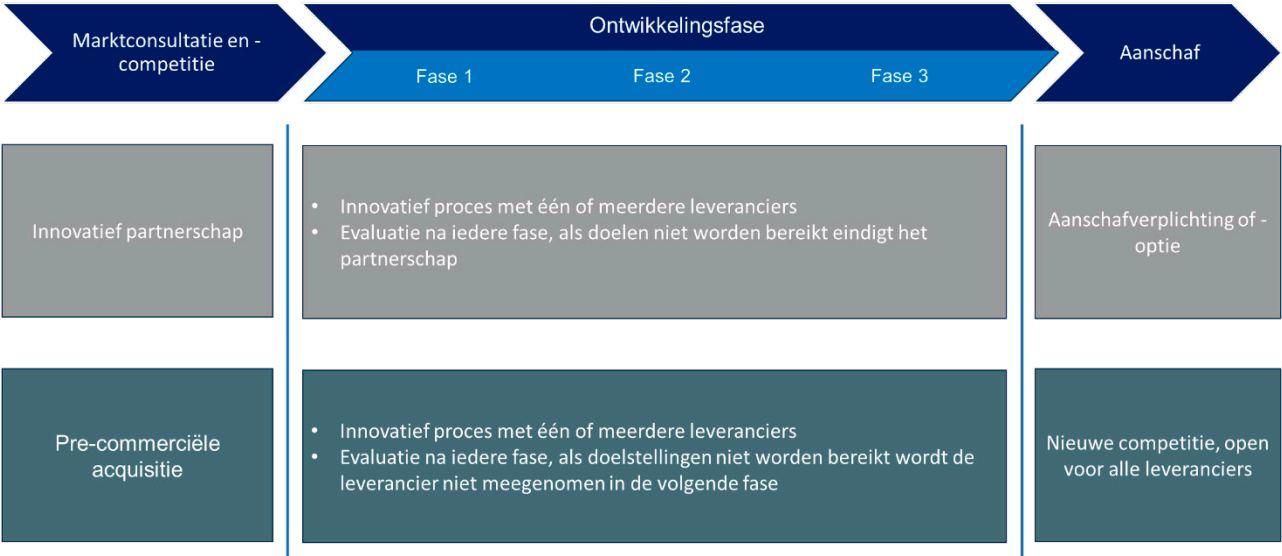 Marktconsultatie en -
competitie
Ontwikkelingsfase
Fase 1
Fase 2
Fase 3
Aanschaf
Innovatief partnerschap
• Innovatief proces met één of meerdere leveranciers
• Evaluatie na iedere fase, als doelen niet worden bereikt eindigt het
partnerschap
Aanschafverplichting of -
optie
Pre-commerciële
acquisitie
• Innovatief proces met één of meerdere leveranciers
• Evaluatie na iedere fase, als doelstellingen niet worden bereikt wordt de
leverancier niet meegenomen in de volgende fase
Nieuwe competitie, open
voor alle leveranciers